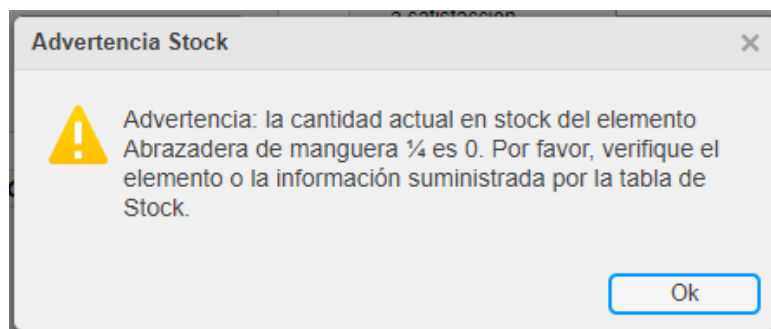 a satisfacción
Advertencia Stock
Advertencia: la cantidad actual en stock del elemento
Abrazadera de manguera ¼ es 0. Por favor, verifique el
elemento o la información suministrada por la tabla de
Stock.
Ok